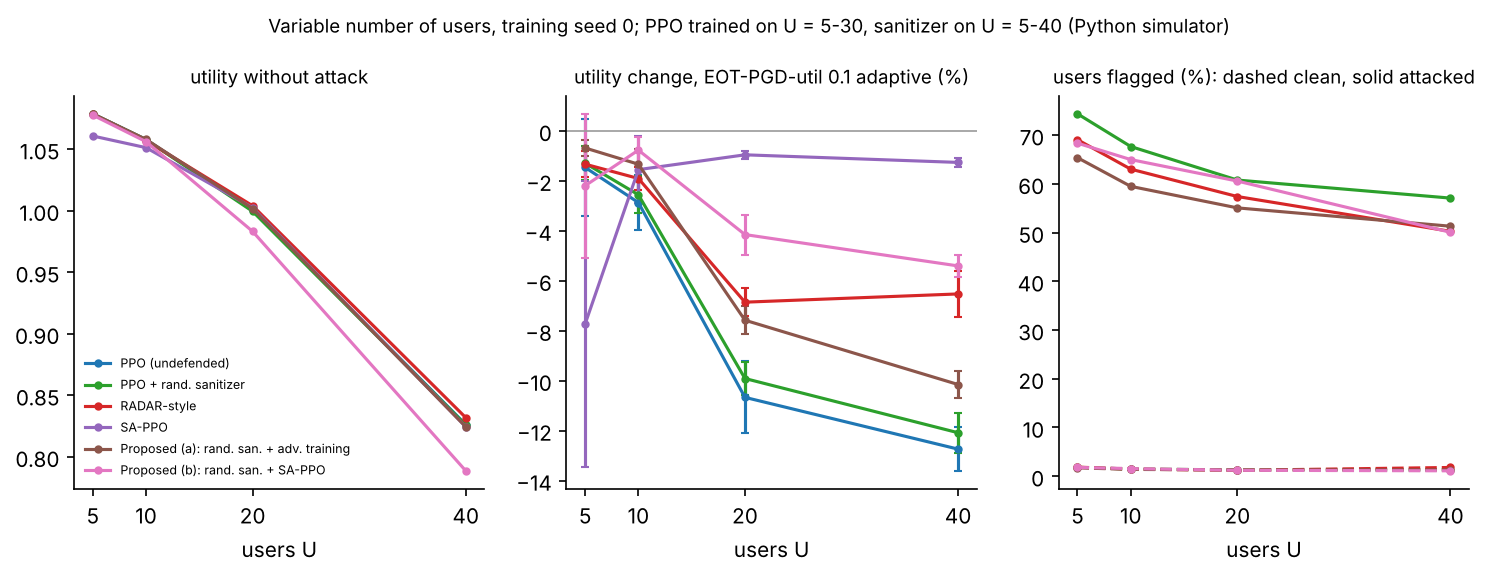 Variable number of users, training seed 0; PPO trained on U = 5-30, sanitizer on U = 5-40 (Python simulator)
utility without attack
1.05
1.00
0.95
0.90
0.85
0.80
PPO (undefended)
PPO + rand. sanitizer
RADAR-style
SA-PPO
Proposed (a): rand. san. + adv. training
Proposed (b): rand. san. + SA-PPO
5 10 20 40
users U
utility change, EOT-PGD-util 0.1 adaptive (%)
0
−2
−4
−6
−8
−10
−12
−14
5 10 20 40
users U
users flagged (%): dashed clean, solid attacked
70
60
50
40
30
20
10
0
5 10 20 40
users U